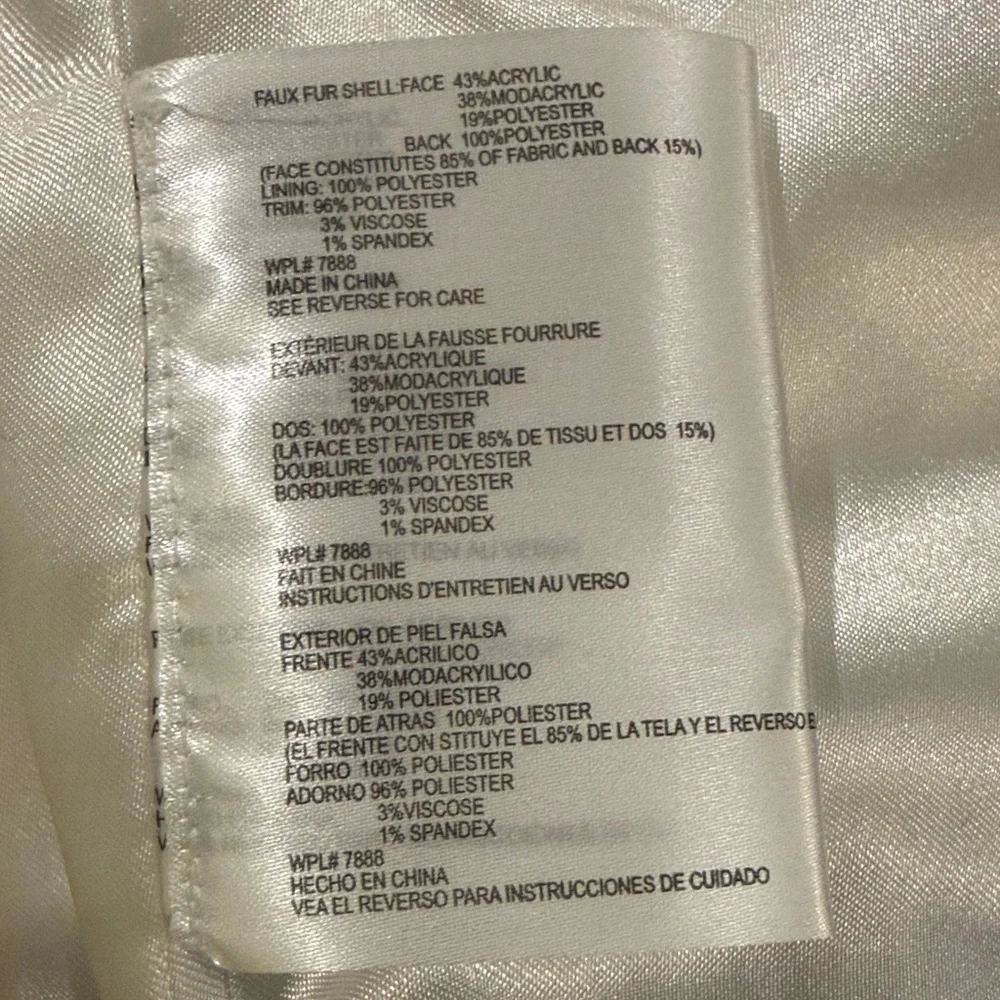 FAUX FUR SHELL:FACE 43%ACRYLIC
38%MODACRYLIC
19%POLYESTER
BACK 100%POLYESTER
(FACE CONSTITUTES 85% OF FABRIC AND BACK 15%)
LINING: 100% POLYESTER
TRIM: 96% POLYESTER
3% VISCOSE
1% SPANDEX
WPL# 7888
MADE IN CHINA
SEE REVERSE FOR CARE
EXTÉRIEUR DE LA FAUSSE FOURRURE
DEVANT: 43%ACRYLIQUE
38%MODACRYLIQUE
19%POLYESTER
DOS: 100% POLYESTER
(LA FACE EST FAITE DE 85% DE TISSU ET DOS 15%)
DOUBLURE 100% POLYESTER
BORDURE:96% POLYESTER
3% VISCOSE
1% SPANDEX
WPL# 7888
FAIT EN CHINE
INSTRUCTIONS D'ENTRETIEN AU VERSO
EXTERIOR DE PIEL FALSA
FRENTE 43%ACRILICO
38%MODACRYILICO
19% POLIESTER
PARTE DE ATRAS 100%POLIESTER
(EL FRENTE CON STITUYE EL 85% DE LA TELA Y EL REVERSO E
FORRO 100% POLIESTER
ADORNO 96% POLIESTER
3%VISCOSE
1% SPANDEX
WPL# 7888
HECHO EN CHINA
VEA EL REVERSO PARA INSTRUCCIONES DE CUIDADO